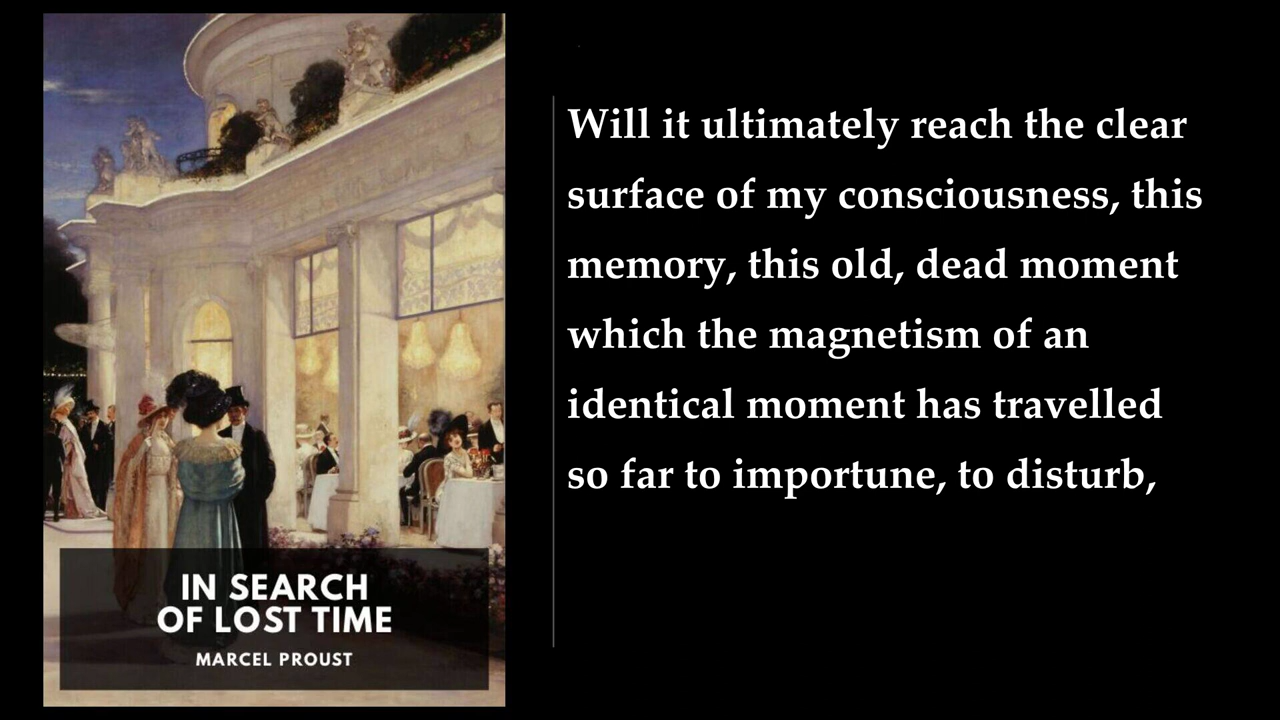 Will it ultimately reach the clear
surface of my consciousness, this
memory, this old, dead moment
which the magnetism of an
identical moment has travelled
so far to importune, to disturb,
IN SEARCH
OF LOST TIME
MARCEL PROUST